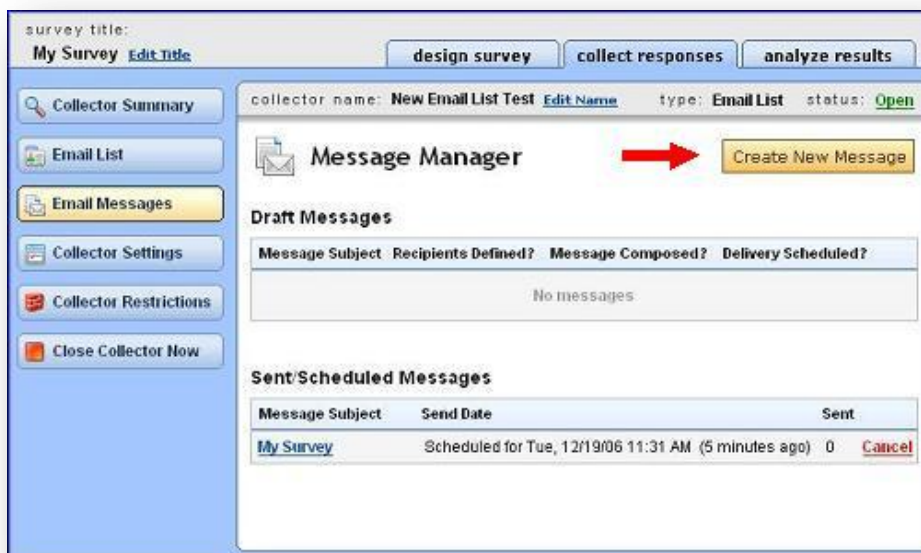 survey title:
My Survey Edit Title
design survey collect responses analyze results
Collector Summary
Email List
Email Messages
Collector Settings
Collector Restrictions
Close Collector Now
collector name: New Email List Test Edit Name type: Email List status: Open
Message Manager Create New Message
Draft Messages
Message Subject Recipients Defined? Message Composed? Delivery Scheduled?
No messages
Sent/Scheduled Messages
Message Subject Send Date Sent
My Survey Scheduled for Tue, 12/19/06 11:31 AM (5 minutes ago) 0 Cancel